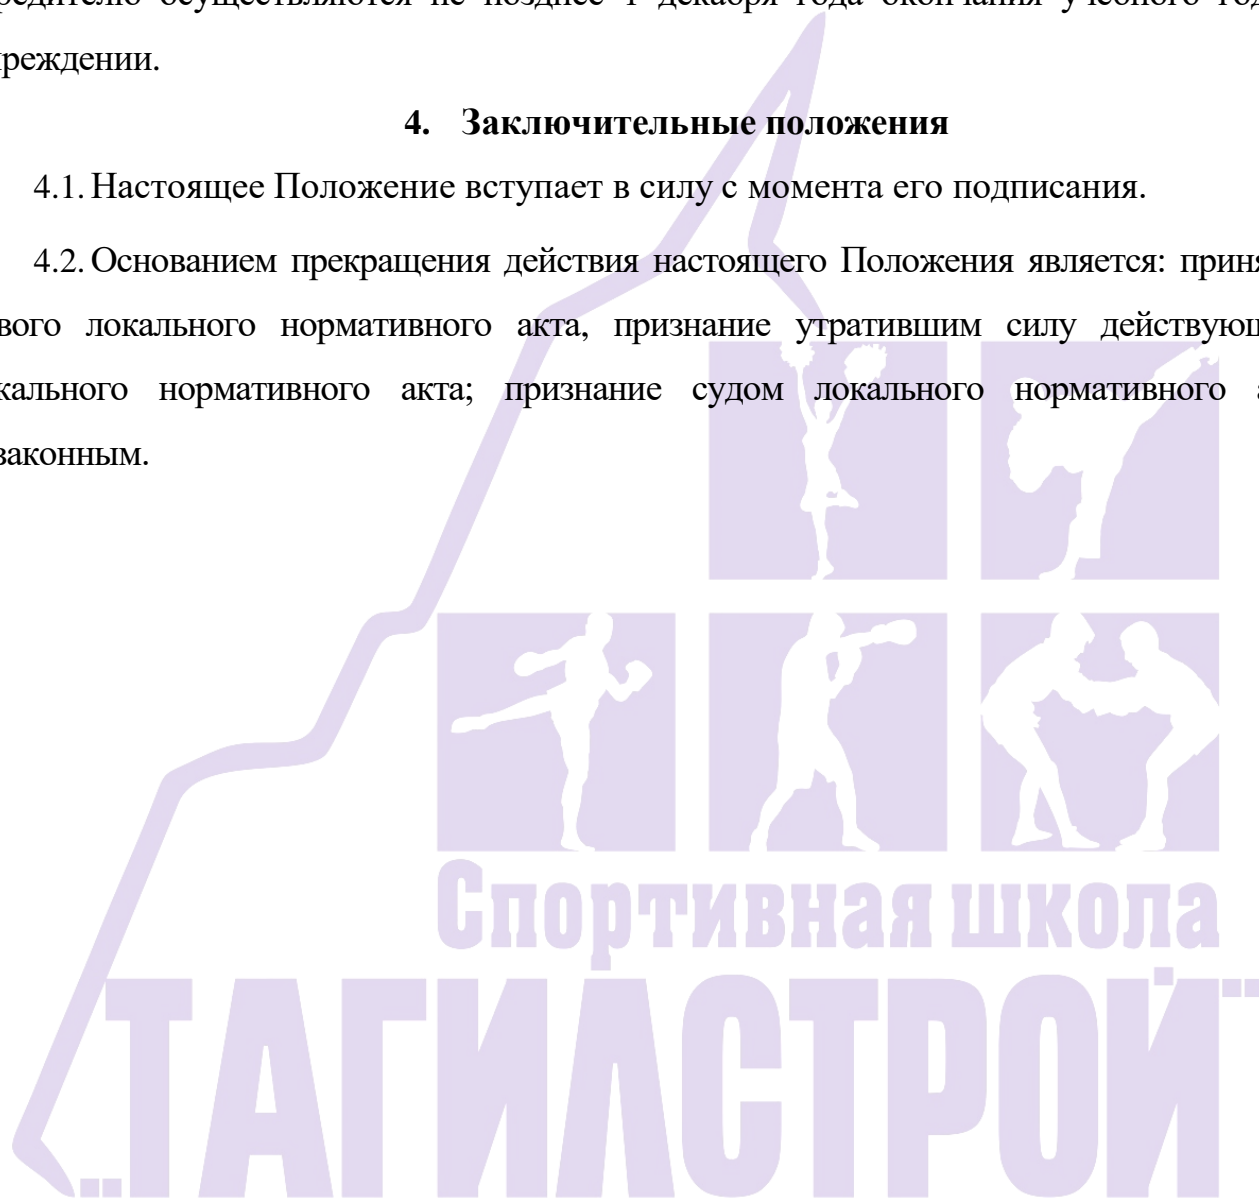 редителю осуществляются не позднее 1 декабря года окончания учебного год
реждении.
4. Заключительные положения
4.1. Настоящее Положение вступает в силу с момента его подписания.
4.2. Основанием прекращения действия настоящего Положения является: приня
вого локального нормативного акта, признание утратившим силу действующ
кального нормативного акта; признание судом локального нормативного а
законным.
Спортивная школа
"ТАГИЛСТРОЙ"